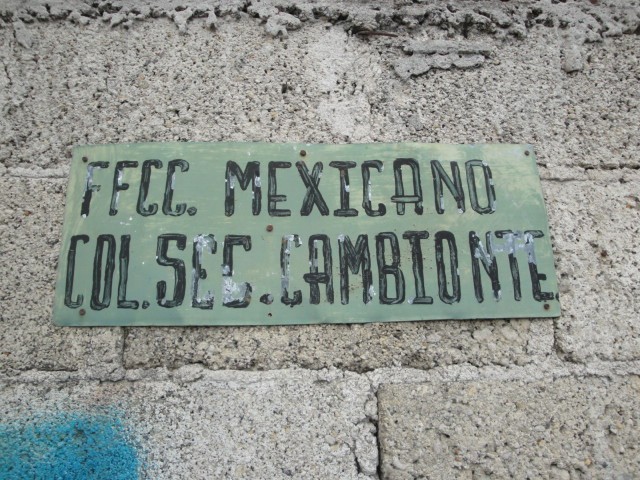 FFCC. MEXICANO
COL. SEC. CAMBIONTE.